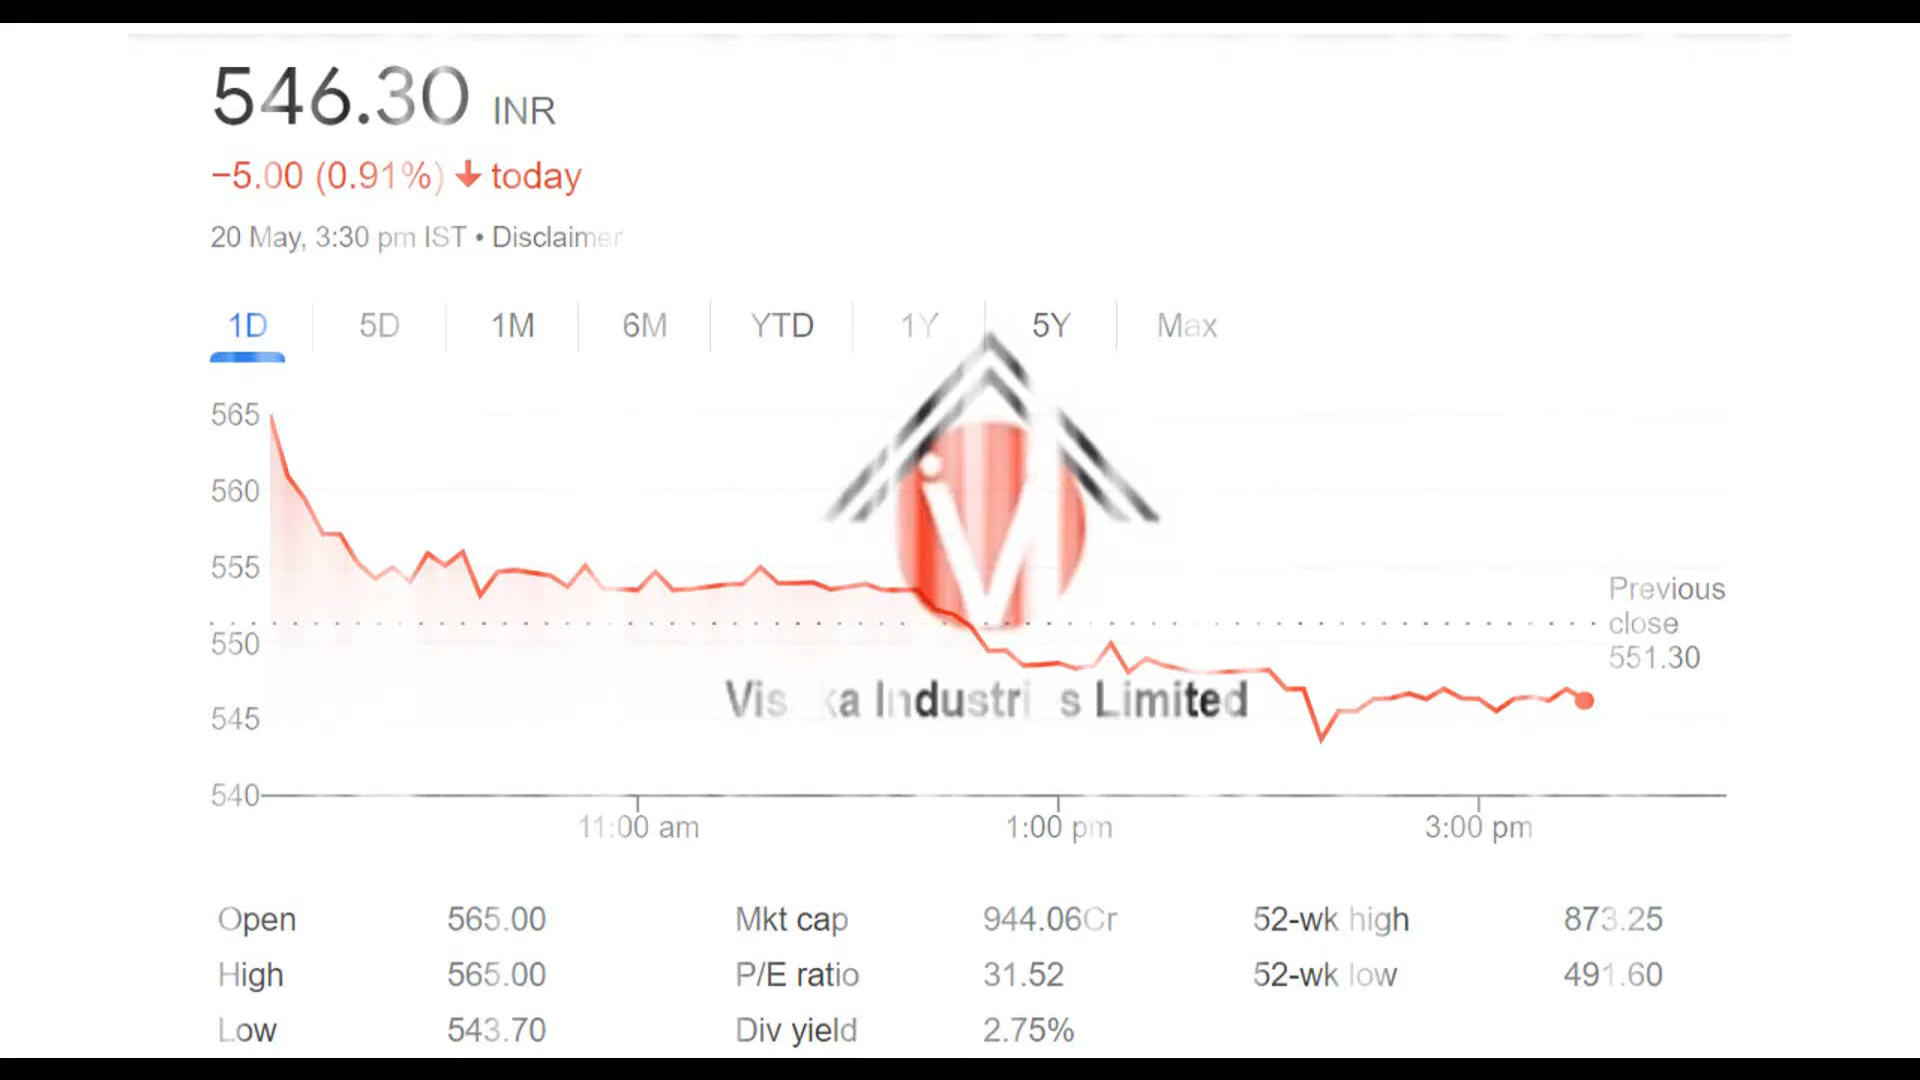 546.30 INR
−5.00 (0.91%) today
20 May, 3:30 pm IST • Disclaimer
1D 5D 1M 6M YTD 1Y 5Y Max
565
560
555
550
545
540
Previous
close
551.30
Limited
11:00 am 1:00 pm 3:00 pm
Open 565.00 Mkt cap 944.06Cr 52-wk high 873.25
High 565.00 P/E ratio 31.52 52-wk low 491.60
Low 543.70 Div yield 2.75%